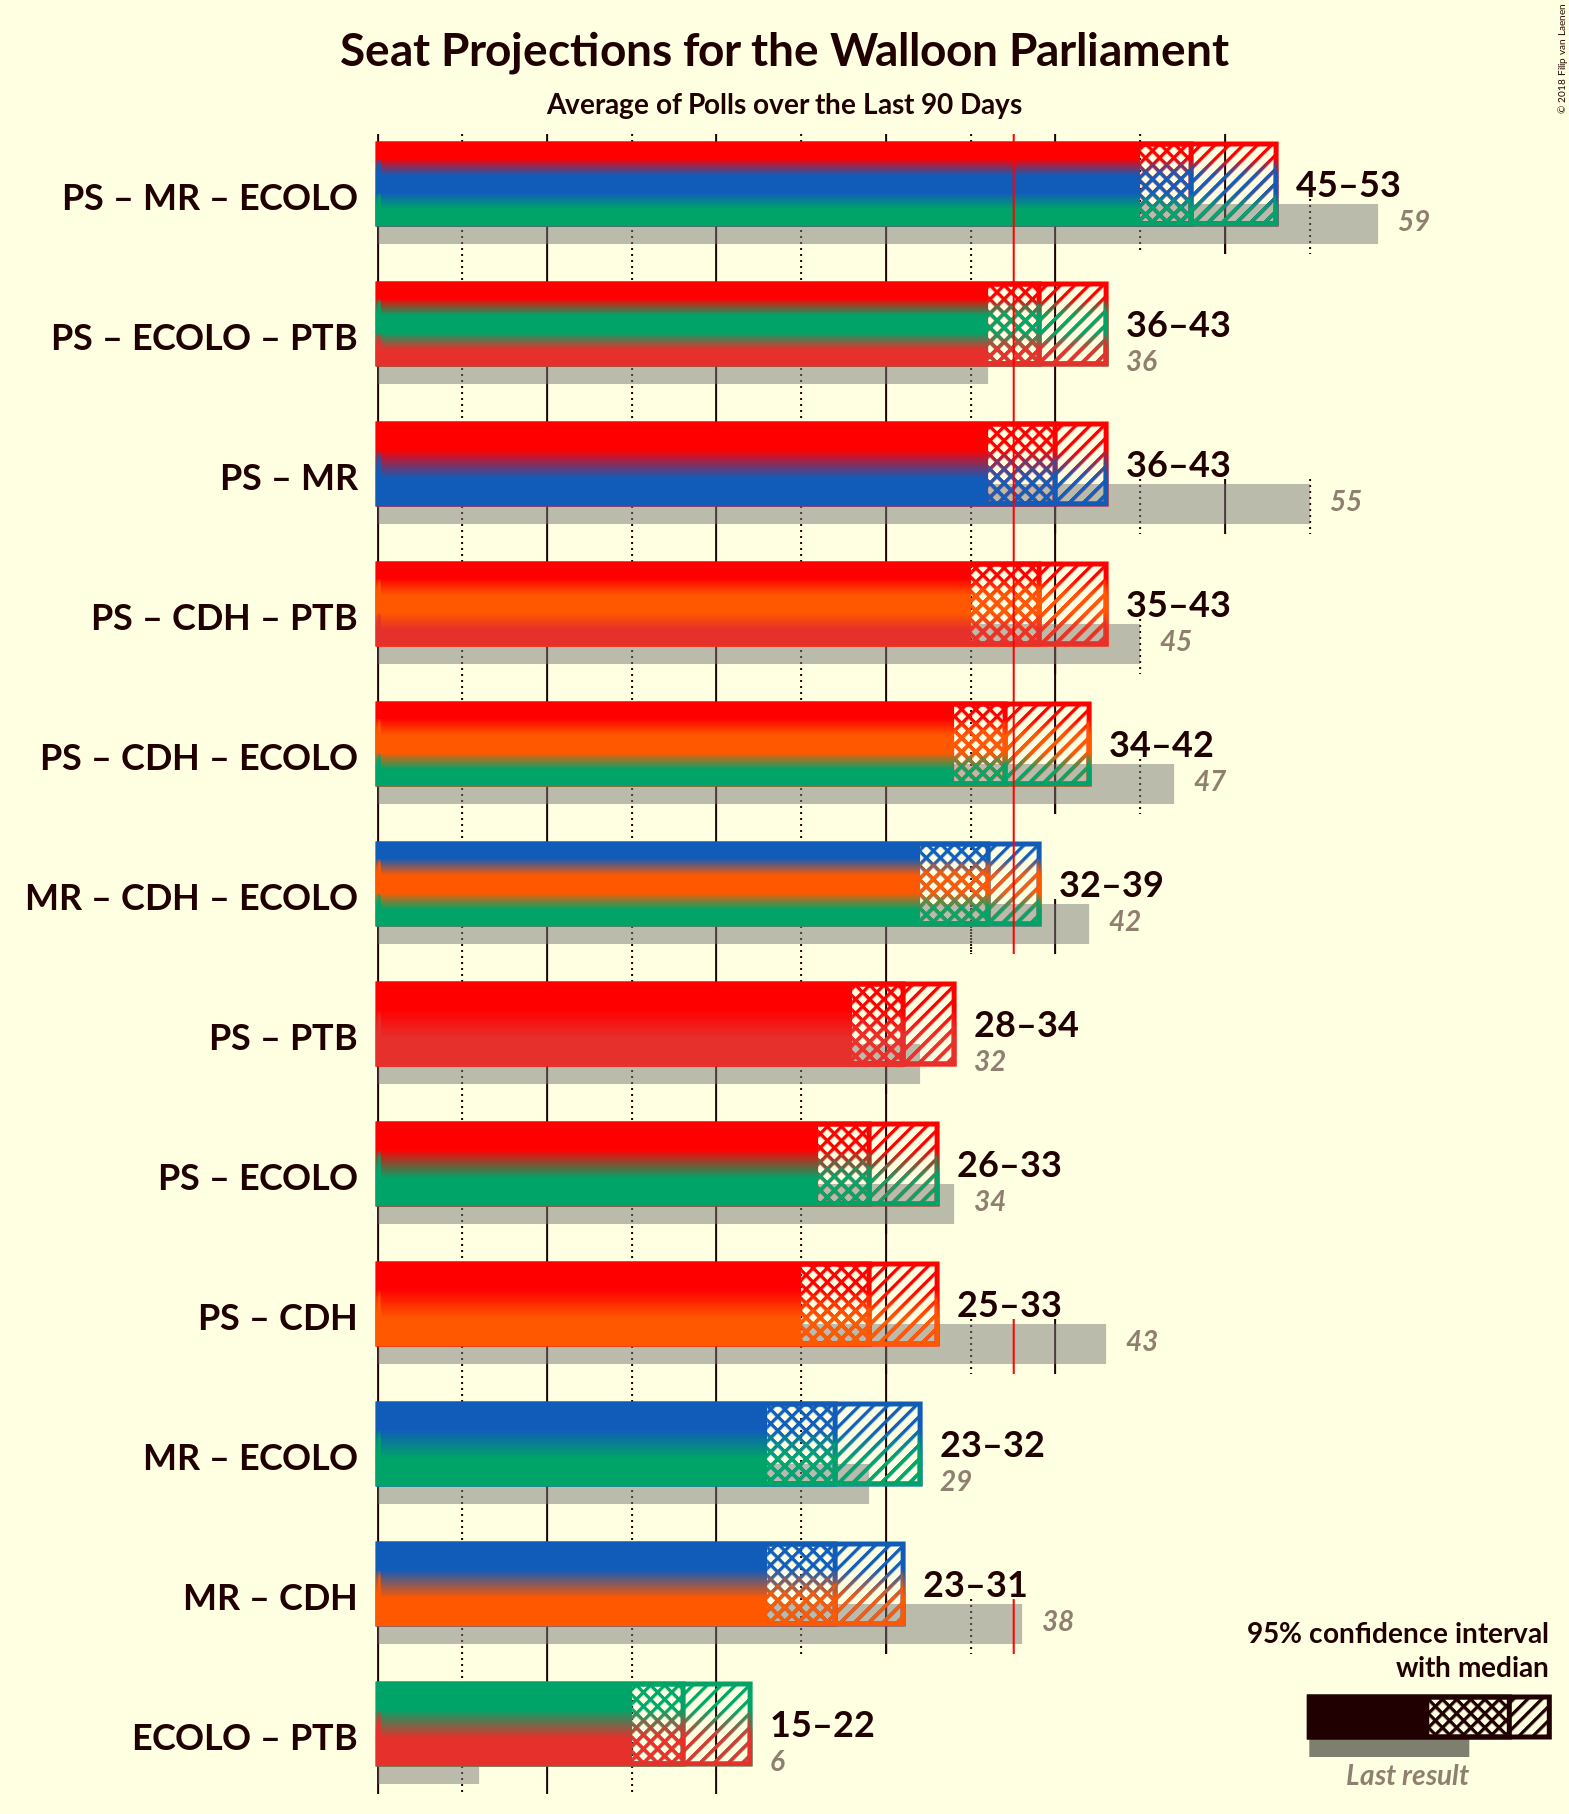 Seat Projections for the Walloon Parliament
Average of Polls over the Last 90 Days
© 2018 Filip van Laenen
PS – MR – ECOLO
45–53
59
PS – ECOLO – PTB
36–43
36
PS – MR
36–43
55
PS – CDH – PTB
35–43
45
PS – CDH – ECOLO
34–42
47
MR – CDH – ECOLO
32–39
42
PS – PTB
28–34
32
PS – ECOLO
26–33
34
PS – CDH
25–33
43
MR – ECOLO
23–32
29
MR – CDH
23–31
38
ECOLO – PTB
15–22
6
95% confidence interval
with median
Last result